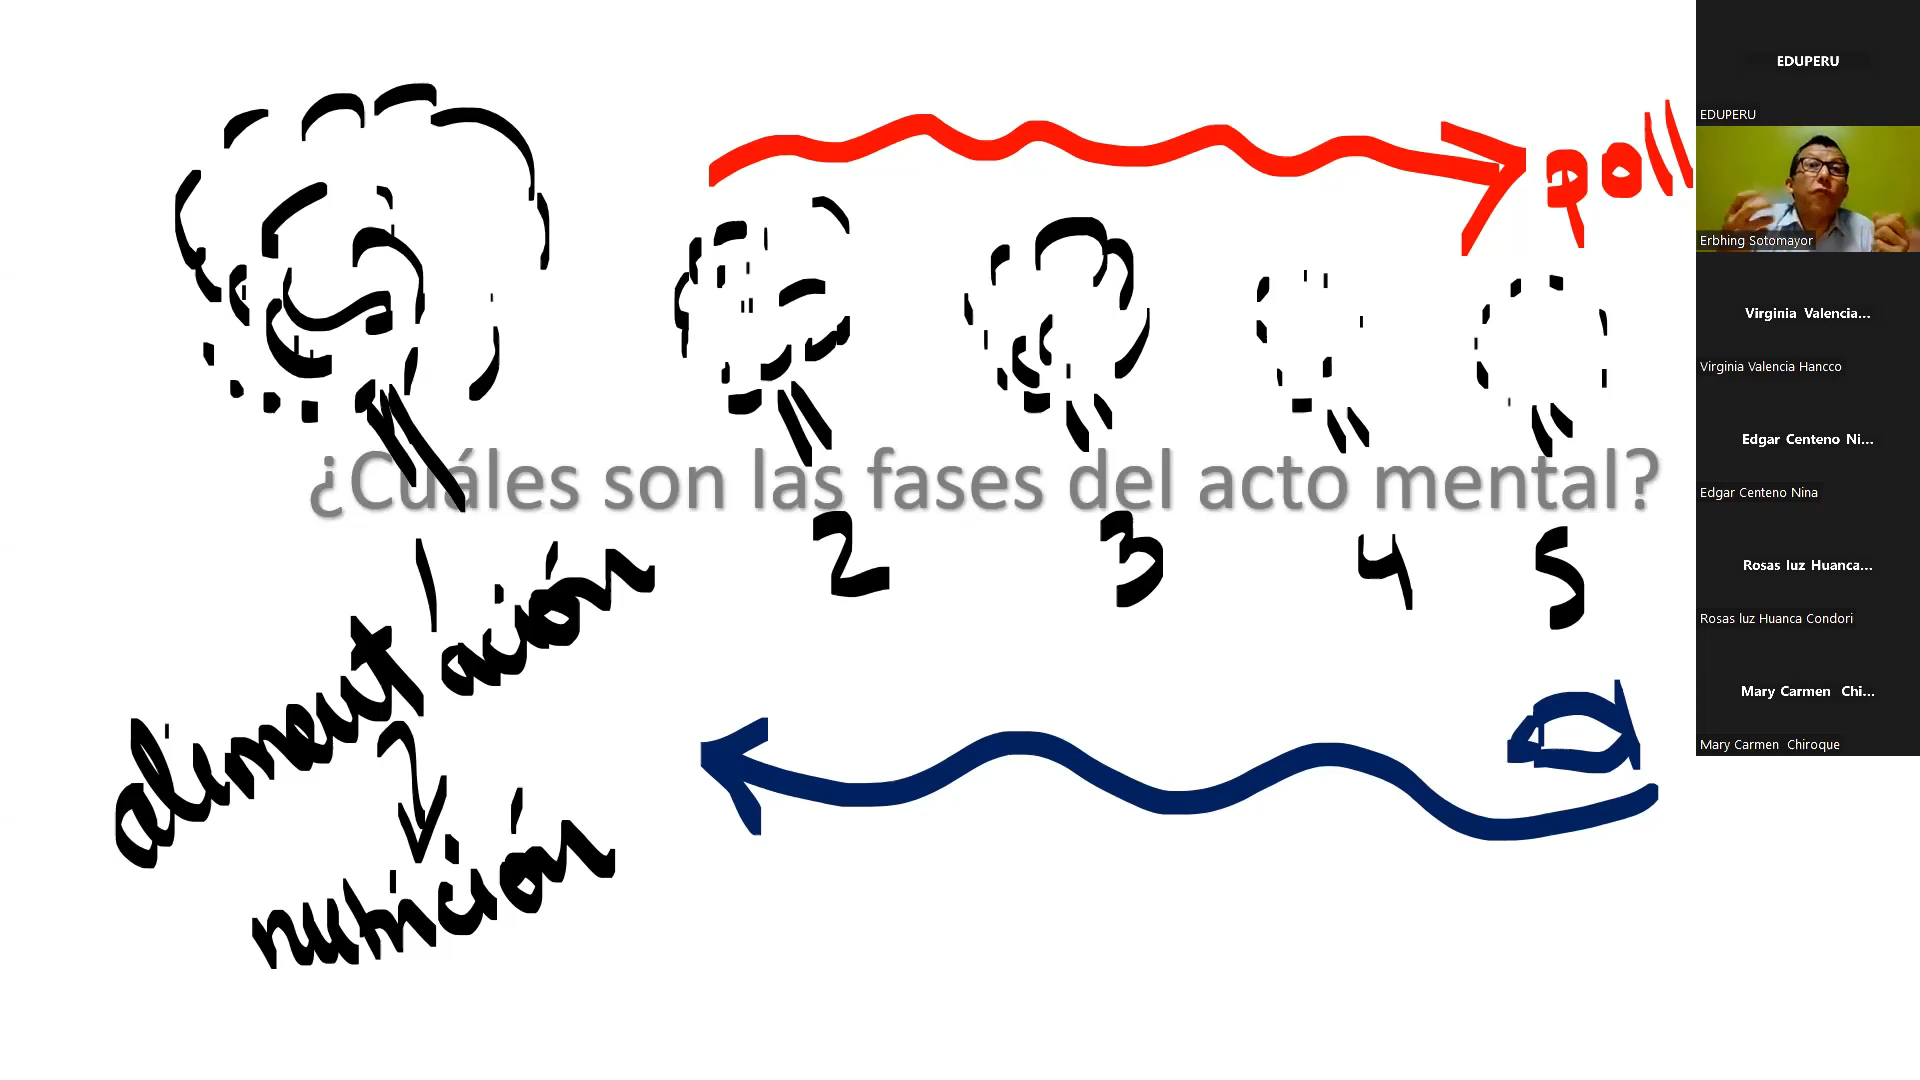 ¿Cuáles son las fases del acto mental?
2 3 4 5
alimentación
nutrición
a
EDUPERU
EDUPERU
Erbhing Sotomayor
Virginia Valencia...
Virginia Valencia Hancco
Edgar Centeno Ni...
Edgar Centeno Nina
Rosas luz Huanca...
Rosas luz Huanca Condori
Mary Carmen Chi...
Mary Carmen Chiroque